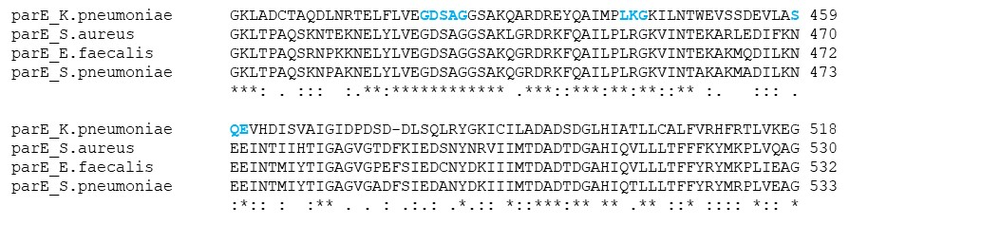 parE_K.pneumoniae GKLADCTAQDLNRTELFLVEGDSAGGSAKQARDREYQAIMPLKGKILNTWEVSSDEVLAS 459
parE_S.aureus GKLTPAQSKNTEKNELYLVEGDSAGGSAKLGRDRKFQAILPLRGKVINTEKARLEDIFKN 470
parE_E.faecalis GKLTPAQSRNPKKNELYLVEGDSAGGSAKQGRDRKFQAILPLRGKVINTEKAKMQDILKN 472
parE_S.pneumoniae GKLTPAQSKNPAKNELYLVEGDSAGGSAKQGRDRKFQAILPLRGKVINTAKAKMADILKN 473
***: . ::: :.**:************ .***::***:**:**::** :. ::: .
parE_K.pneumoniae QEVHDISVAIGIDPDSD-DLSQLRYGKICILADADSDGLHIATLLCALFVRHFRTLVKEG 518
parE_S.aureus EEINTIIHTIGAGVGTDFKIEDSNYNRVIIMTDADTDGAHIQVLLLTFFFKYMKPLVQAG 530
parE_E.faecalis EEINTMIYTIGAGVGPEFSIEDCNYDKIIIMTDADTDGAHIQVLLLTFFYRYMKPLIEAG 532
parE_S.pneumoniae EEINTMIYTIGAGVGADFSIEDANYDKIIIMTDADTDGAHIQTLLLTFFYRYMRPLVEAG 533
:*:: : :** . . : .:.: .*.:: *::***:** ** .** ::* :::: *:: *